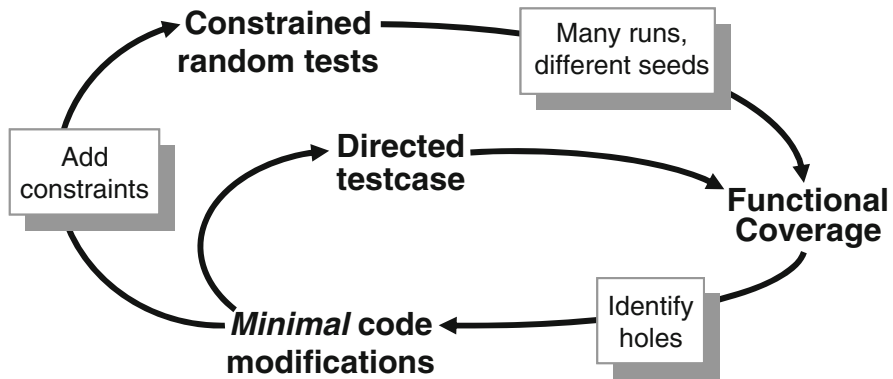 Constrained
random tests
Many runs,
different seeds
Add
constraints
Directed
testcase
Functional
Coverage
Identify
holes
Minimal code
modifications